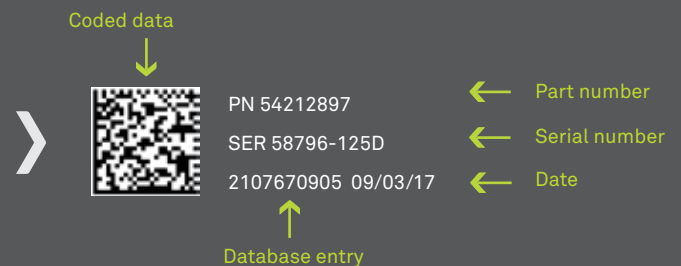 Coded data
PN 54212897
Part number
SER 58796-125D
Serial number
2107670905 09/03/17
Date
Database entry